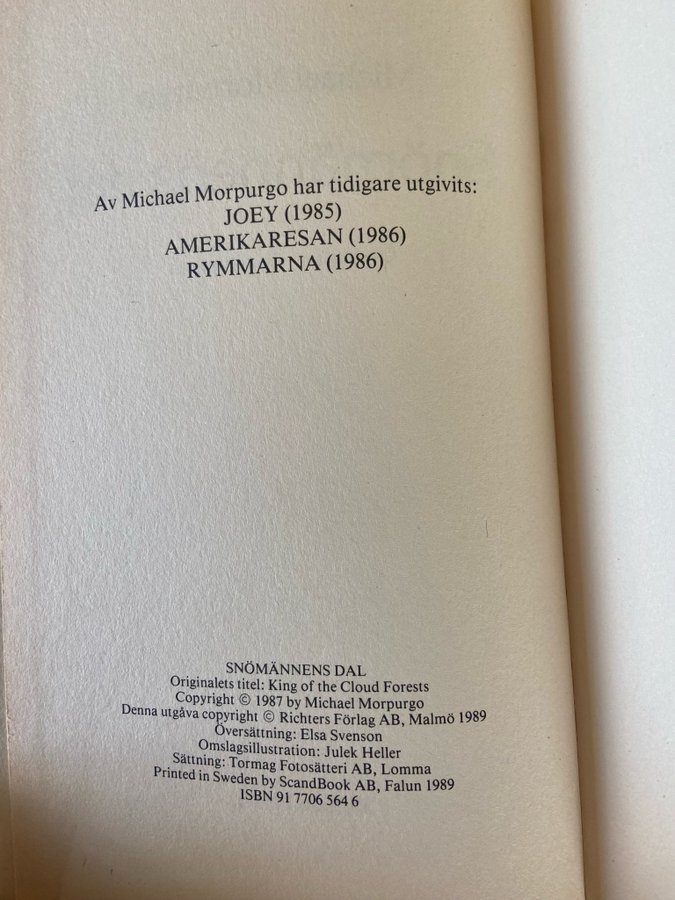 Av Michael Morpurgo har tidigare utgivits:
JOEY (1985)
AMERIKARESAN (1986)
RYMMARNA (1986)
SNÖMÄNNENS DAL
Originalets titel: King of the Cloud Forests
Copyright © 1987 by Michael Morpurgo
Denna utgåva copyright © Richters Förlag AB, Malmö 1989
Översättning: Elsa Svenson
Omslagsillustration: Julek Heller
Sättning: Tormag Fotosätteri AB, Lomma
Printed in Sweden by ScandBook AB, Falun 1989
ISBN 91 7706 564 6